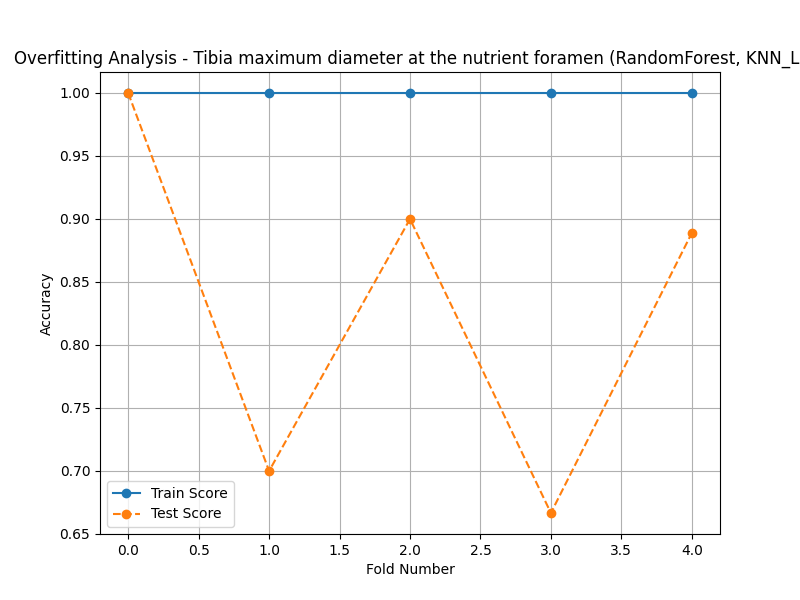 Overfitting Analysis - Tibia maximum diameter at the nutrient foramen (RandomForest, KNN_L
1.00
0.95
0.90
0.85
0.80
0.75
0.70
0.65
Accuracy
Train Score
Test Score
0.0 0.5 1.0 1.5 2.0 2.5 3.0 3.5 4.0
Fold Number